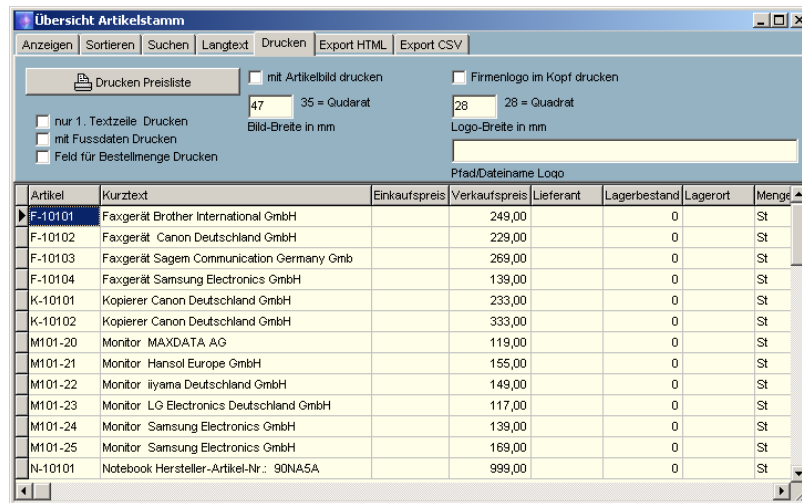 Übersicht Artikelstamm
Anzeigen Sortieren Suchen Langtext Drucken Export HTML Export CSV
Drucken Preisliste
mit Artikelbild drucken
Firmenlogo im Kopf drucken
47 35 = Qudarat
28 28 = Quadrat
nur 1. Textzeile Drucken
Bild-Breite in mm
Logo-Breite in mm
mit Fussdaten Drucken
Feld für Bestellmenge Drucken
Pfad/Dateiname Logo
Artikel Kurztext Einkaufspreis Verkaufspreis Lieferant Lagerbestand Lagerort Menge
F-10101 Faxgerät Brother International GmbH 249,00 0 St
F-10102 Faxgerät Canon Deutschland GmbH 229,00 0 St
F-10103 Faxgerät Sagem Communication Germany Gmb 269,00 0 St
F-10104 Faxgerät Samsung Electronics GmbH 139,00 0 St
K-10101 Kopierer Canon Deutschland GmbH 233,00 0 St
K-10102 Kopierer Canon Deutschland GmbH 333,00 0 St
M101-20 Monitor MAXDATA AG 119,00 0 St
M101-21 Monitor Hansol Europe GmbH 155,00 0 St
M101-22 Monitor iiyama Deutschland GmbH 149,00 0 St
M101-23 Monitor LG Electronics Deutschland GmbH 117,00 0 St
M101-24 Monitor Samsung Electronics GmbH 139,00 0 St
M101-25 Monitor Samsung Electronics GmbH 169,00 0 St
N-10101 Notebook Hersteller-Artikel-Nr.: 90NA5A 999,00 0 St